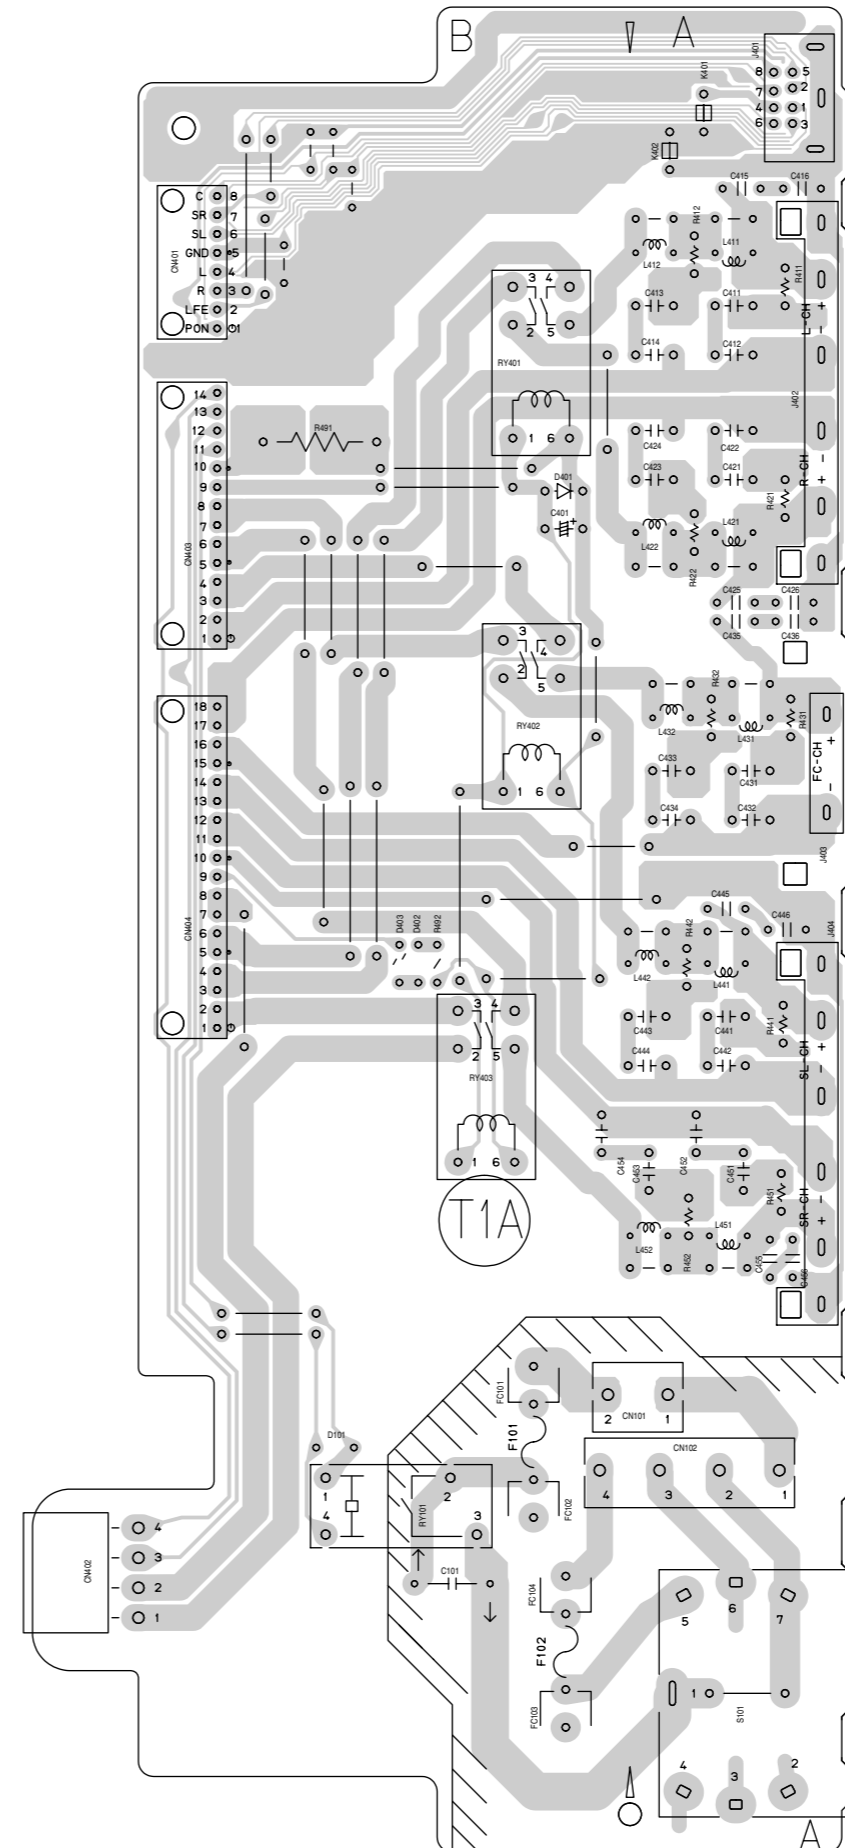 B
A
J401
K401
8 5
7 2
4 1
6 3
K402
C415
C416
C 8
SR 7
SL 6
GND 5
L 4
R 3
LFE 2
PON 1
CN401
R412
L412
L411
R411
C413
C411
L-CH + -
C414
C412
3 4
2 5
RY401
1 6
J402
14
13
12
11
10
9
8
7
6
5
4
3
2
1
CN403
R491
C424
C422
C423
C421
R-CH + -
D401
C401
+
R421
L422
R422
L421
C425
C426
C435
C436
3
4
2
5
RY402
1 6
18
17
16
15
14
13
12
11
10
9
8
7
6
5
4
3
2
1
CN404
R432
L432
L431
R431
C433
C431
FC-CH
+
-
C434
C432
J403
C445
C446
J404
D403
D402
R492
R442
L442
L441
3 4
2 5
RY403
1 6
C443
C441
R441
SL-CH + -
C444
C442
C454
C453
C452
C451
R451
SR-CH + -
T1A
L452
R452
L451
C455
C456
FC101
F101
2 1
CN101
CN102
4 3 2 1
D101
1
4
2
3
RY101
FC102
C101
FC104
F102
FC103
4
3
2
1
CN402
5 6 7
1
S101
4 3 2
A